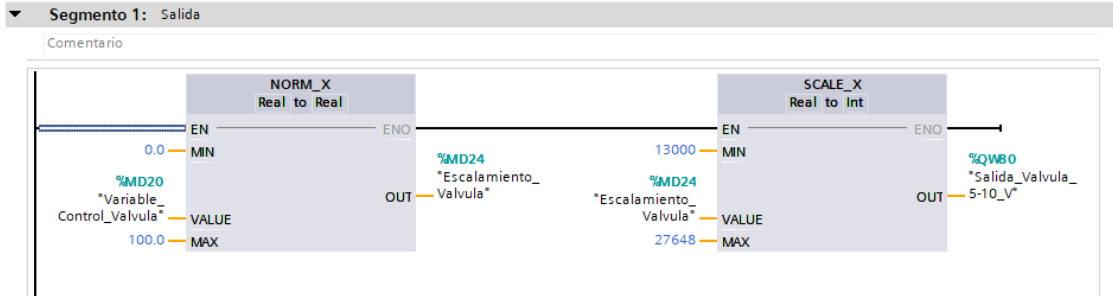 Segmento 1: Salida
Comentario
NORM_X
Real to Real
EN ENO
0.0 MIN
%MD20
"Variable_
Control_Valvula" VALUE
100.0 MAX
%MD24
"Escalamiento_
OUT Valvula"
SCALE_X
Real to Int
EN ENO
13000 MIN
%MD24
"Escalamiento_
Valvula" VALUE
27648 MAX
%QW80
"Salida_Valvula_
OUT 5-10_V"